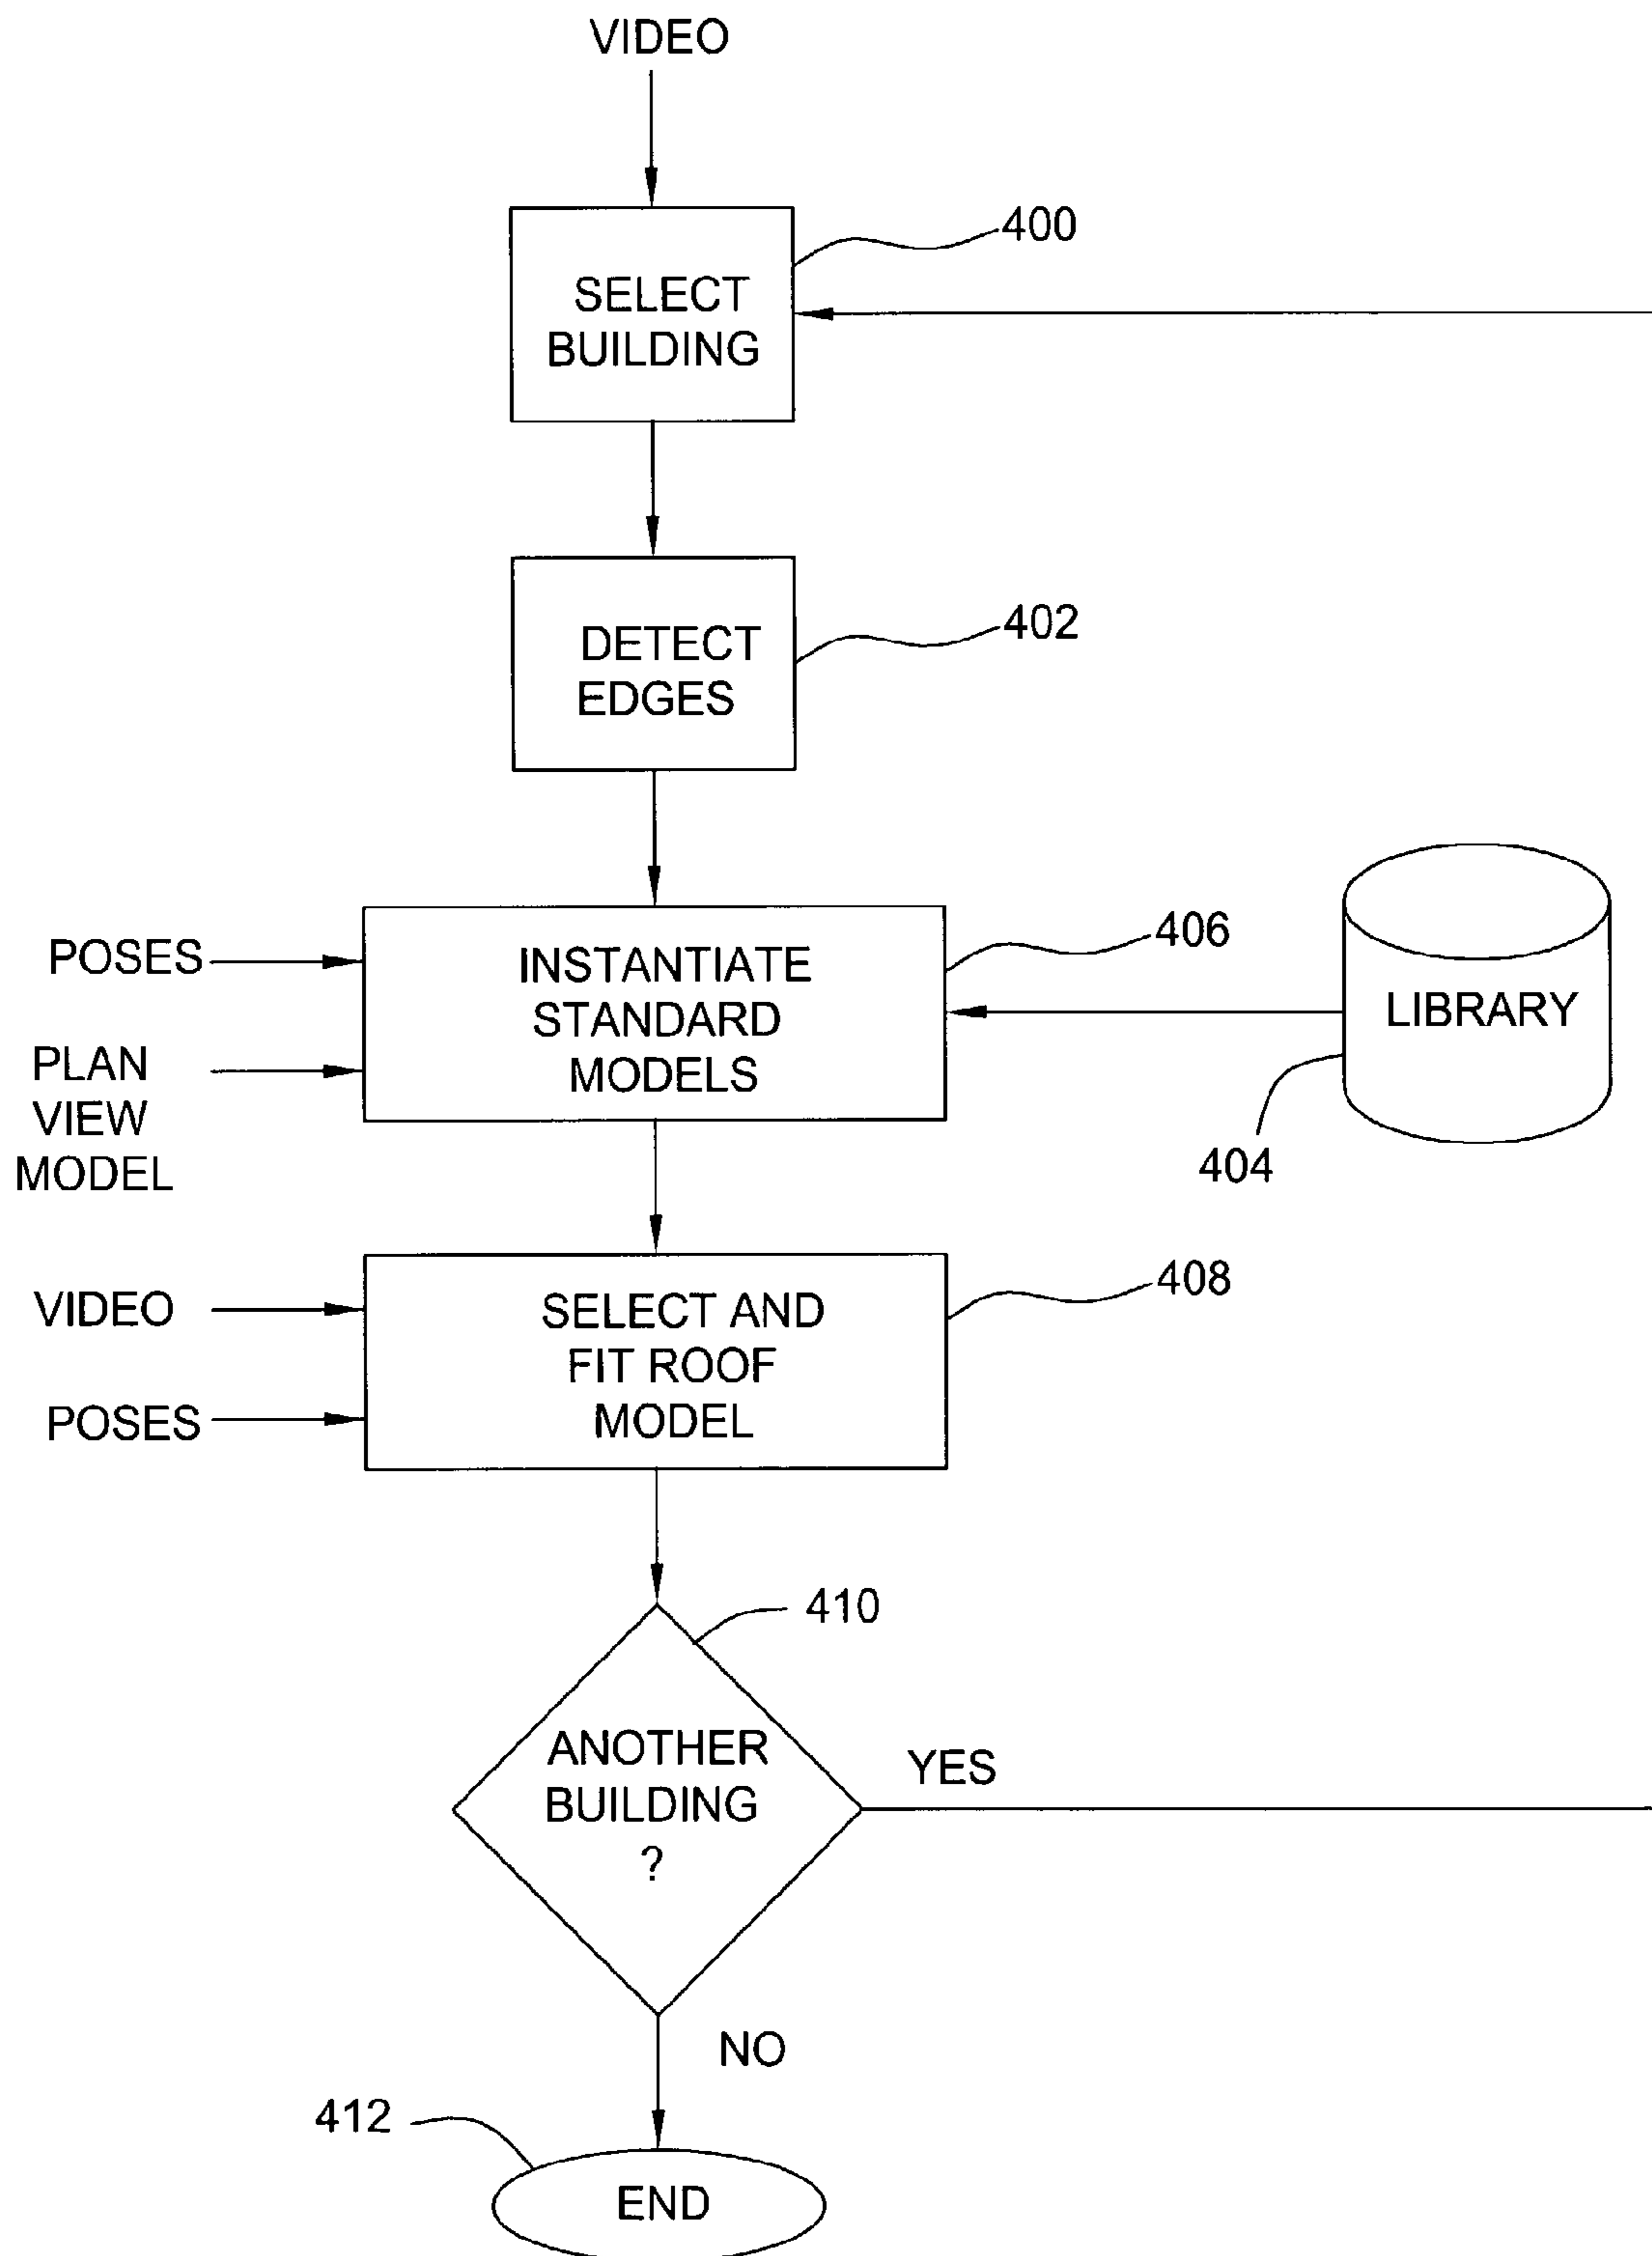 VIDEO
400
SELECT
BUILDING
402
DETECT
EDGES
POSES
PLAN
VIEW
MODEL
406
INSTANTIATE
STANDARD
MODELS
LIBRARY
404
VIDEO
POSES
408
SELECT AND
FIT ROOF
MODEL
410
ANOTHER
BUILDING
?
YES
NO
412
END